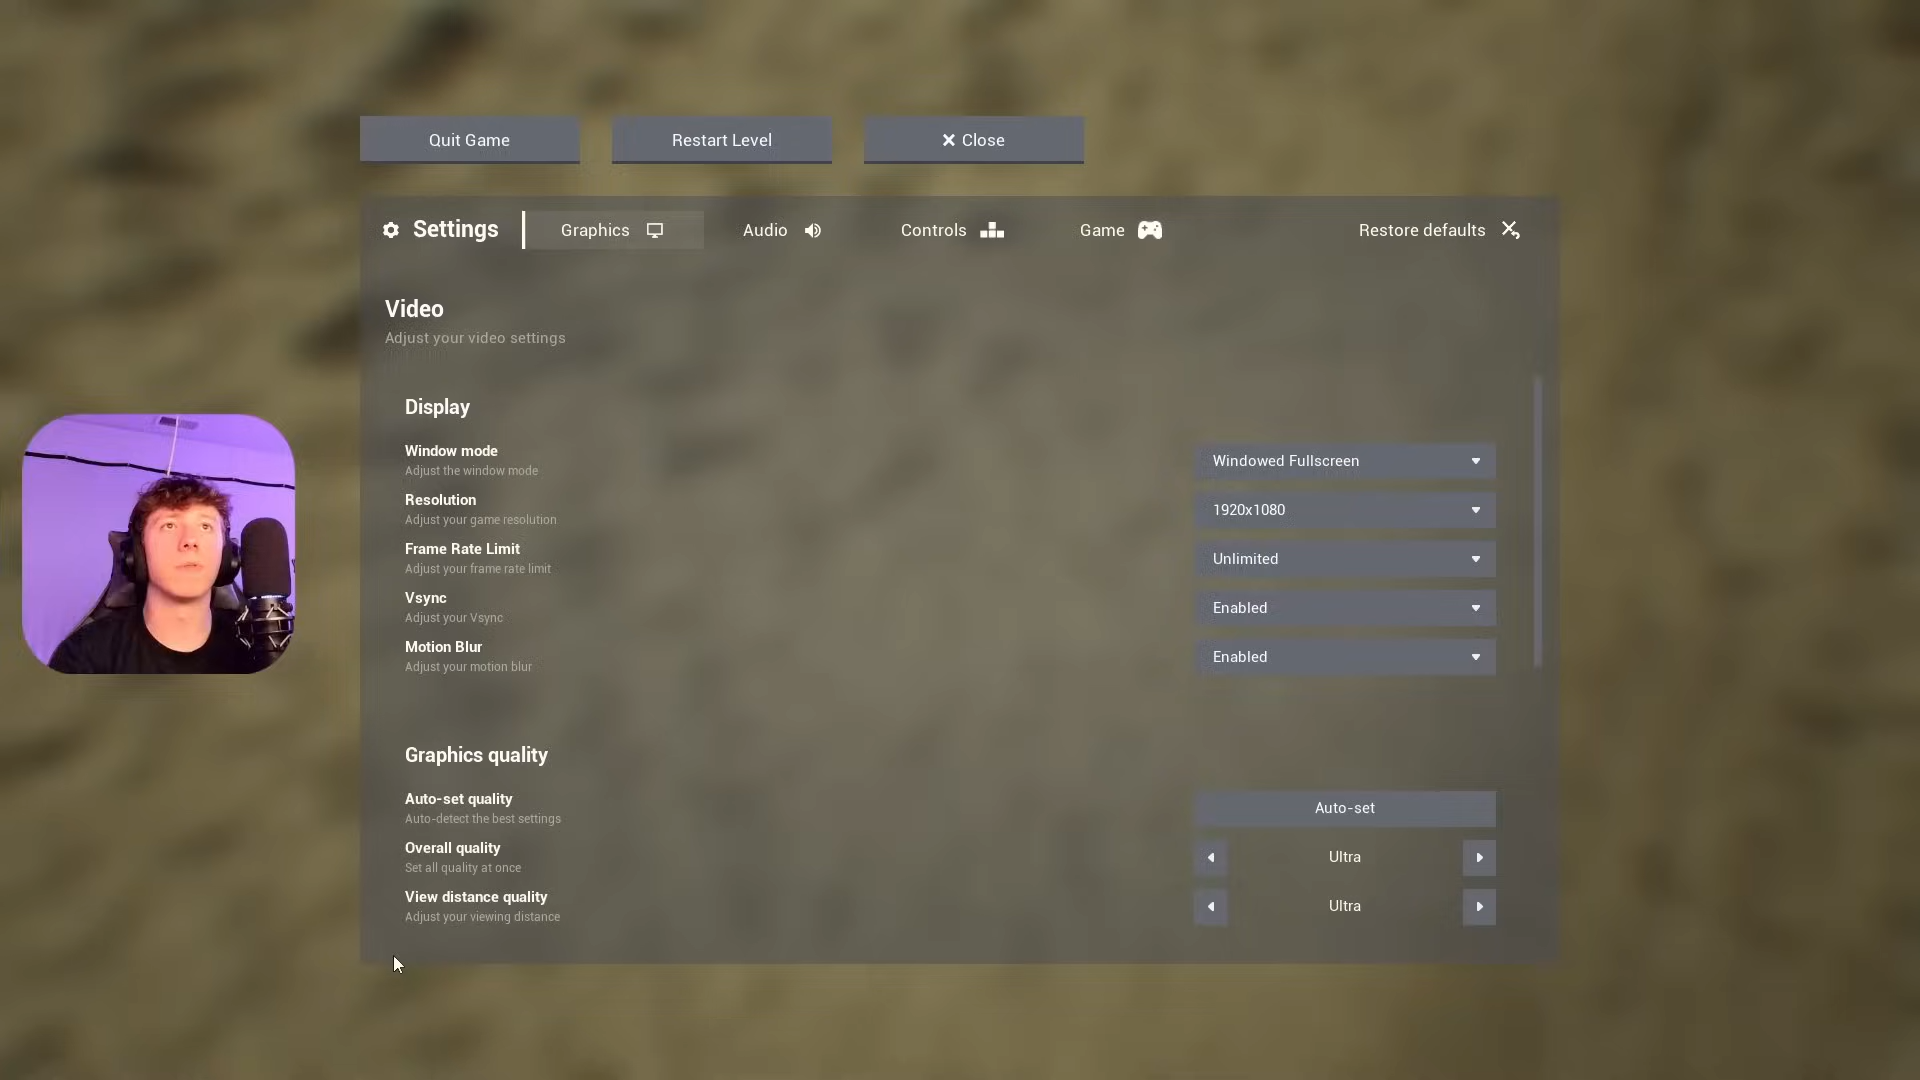 Quit Game
Restart Level
Close
Settings
Graphics
Audio
Controls
Game
Restore defaults
Video
Adjust your video settings
Display
Window mode
Adjust the window mode
Windowed Fullscreen
Resolution
Adjust your game resolution
1920x1080
Frame Rate Limit
Adjust your frame rate limit
Unlimited
Vsync
Adjust your Vsync
Enabled
Motion Blur
Adjust your motion blur
Enabled
Graphics quality
Auto-set quality
Auto-detect the best settings
Auto-set
Overall quality
Set all quality at once
Ultra
View distance quality
Adjust your viewing distance
Ultra